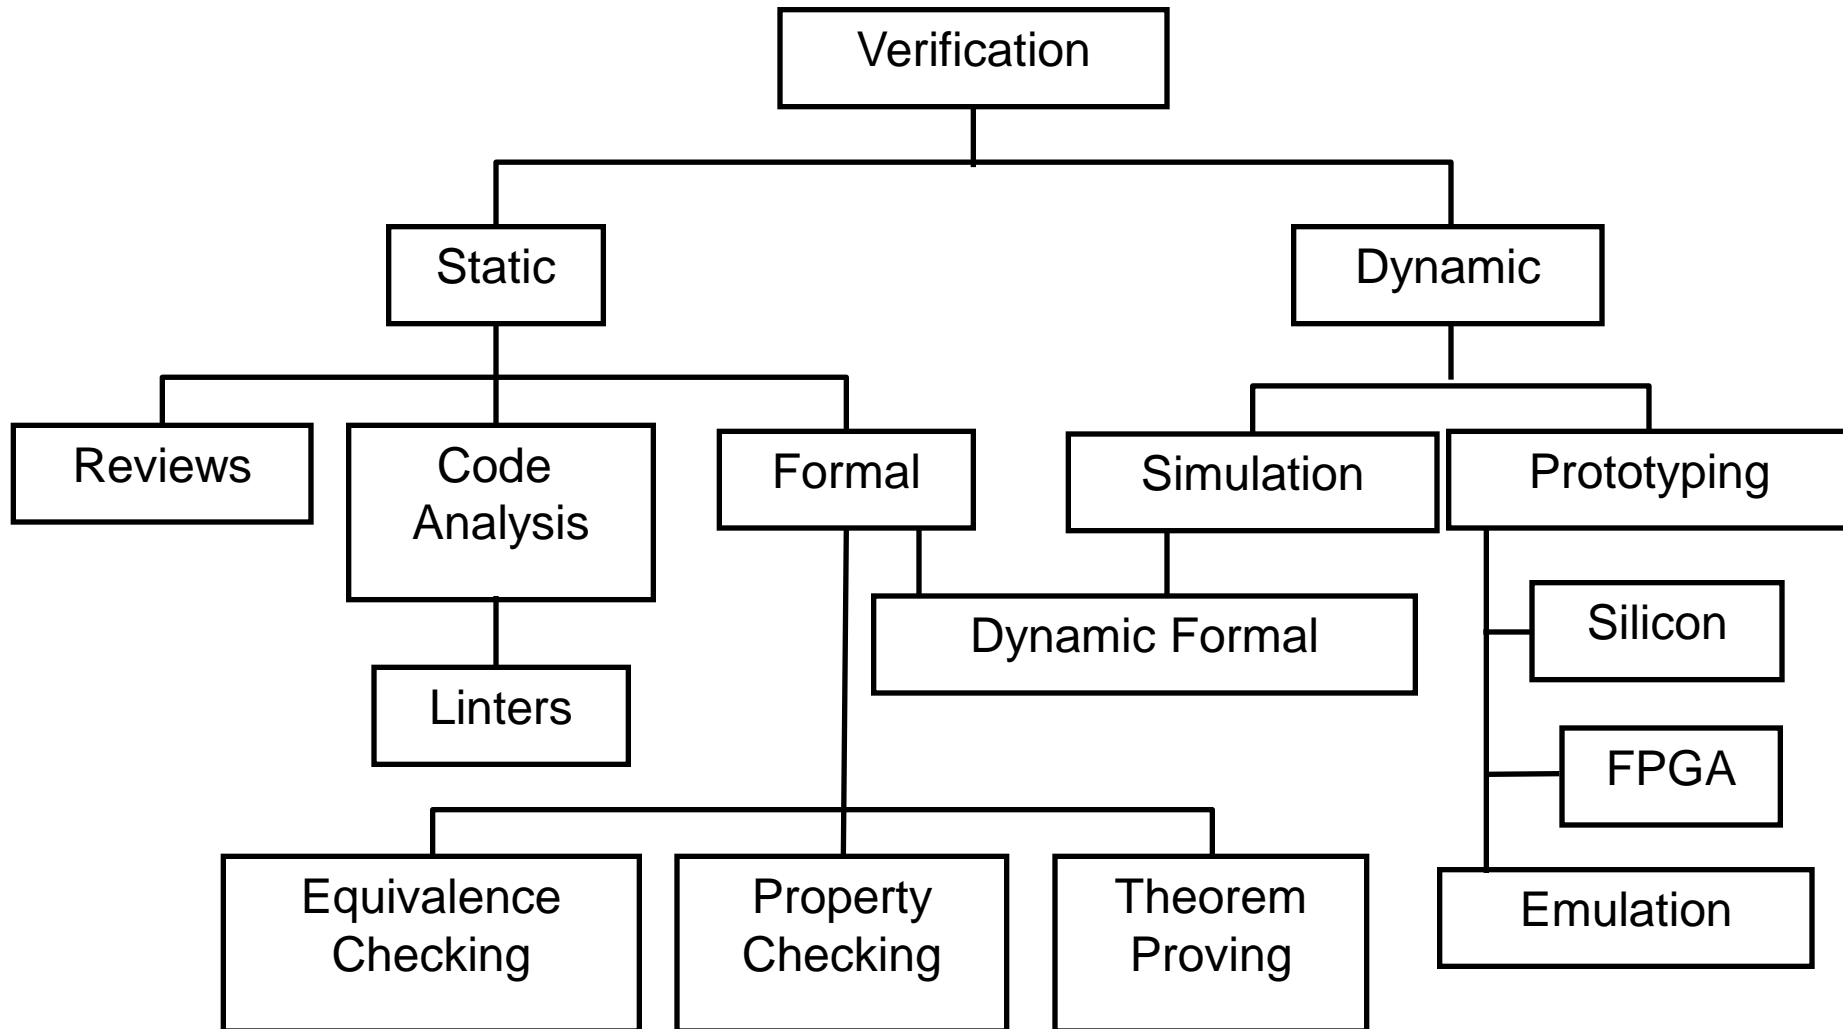 Verification
Static
Dynamic
Reviews
Code
Analysis
Formal
Simulation
Prototyping
Dynamic Formal
Silicon
Linters
FPGA
Equivalence
Checking
Property
Checking
Theorem
Proving
Emulation